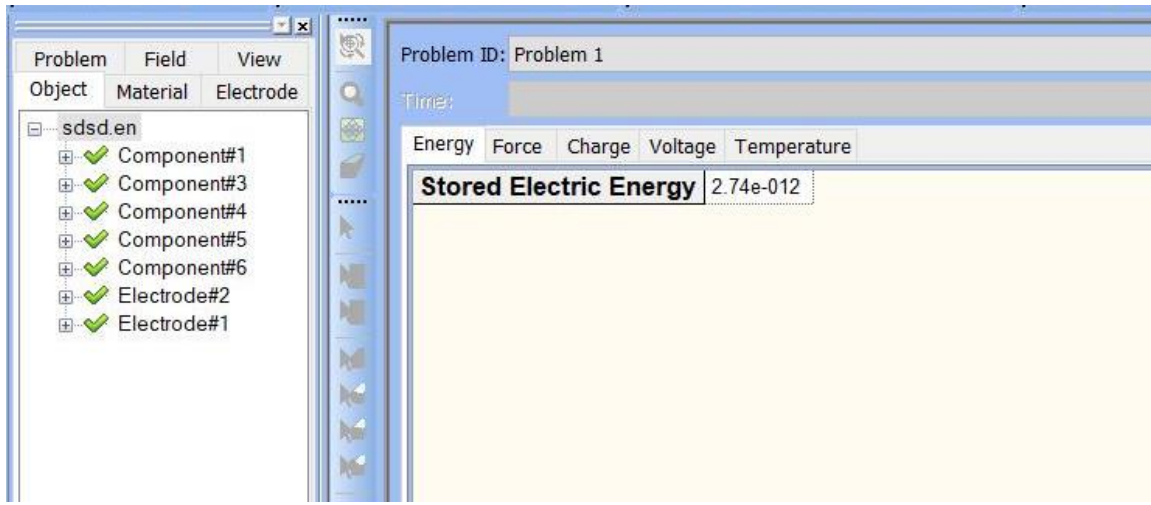 Problem Field View
Object Material Electrode
sdsd.en
Component#1
Component#3
Component#4
Component#5
Component#6
Electrode#2
Electrode#1
Problem ID: Problem 1
Time:
Energy Force Charge Voltage Temperature
Stored Electric Energy 2.74e-012